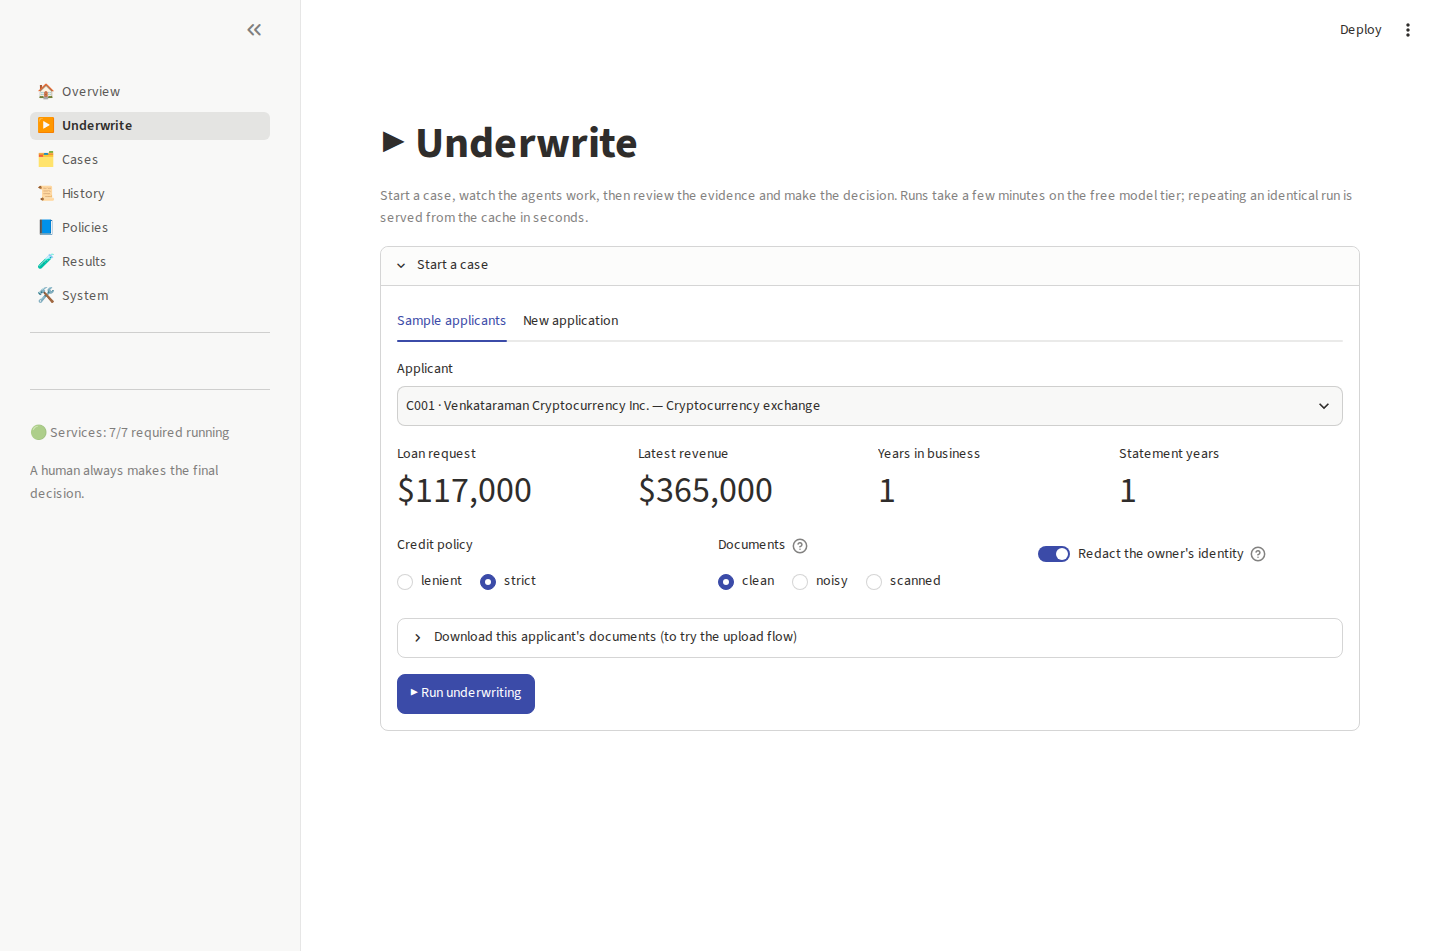 Deploy
Overview
Underwrite
Cases
History
Policies
Results
System
Services: 7/7 required running
A human always makes the final
decision.
Underwrite
Start a case, watch the agents work, then review the evidence and make the decision. Runs take a few minutes on the free model tier; repeating an identical run is
served from the cache in seconds.
Start a case
Sample applicants New application
Applicant
C001 · Venkataraman Cryptocurrency Inc. — Cryptocurrency exchange
Loan request Latest revenue Years in business Statement years
$117,000 $365,000 1 1
Credit policy Documents Redact the owner's identity
lenient strict clean noisy scanned
Download this applicant's documents (to try the upload flow)
Run underwriting